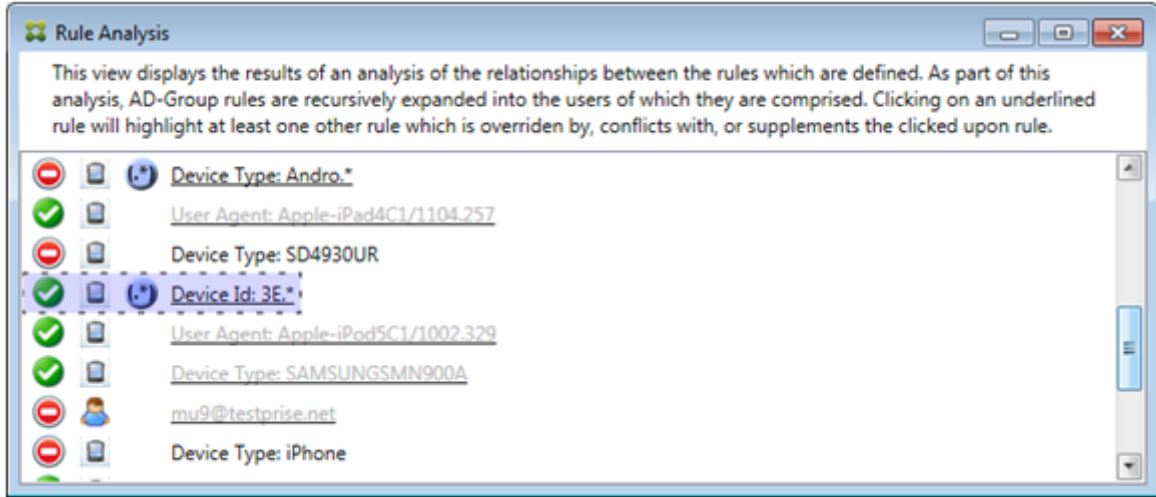 Rule Analysis
This view displays the results of an analysis of the relationships between the rules which are defined. As part of this
analysis, AD-Group rules are recursively expanded into the users of which they are comprised. Clicking on an underlined
rule will highlight at least one other rule which is overriden by, conflicts with, or supplements the clicked upon rule.
(.*) Device Type: Andro.*
User Agent: Apple-iPad4C1/1104.257
Device Type: SD4930UR
(.*) Device Id: 3E.*
User Agent: Apple-iPod5C1/1002.329
Device Type: SAMSUNGSMN900A
mu9@testprise.net
Device Type: iPhone